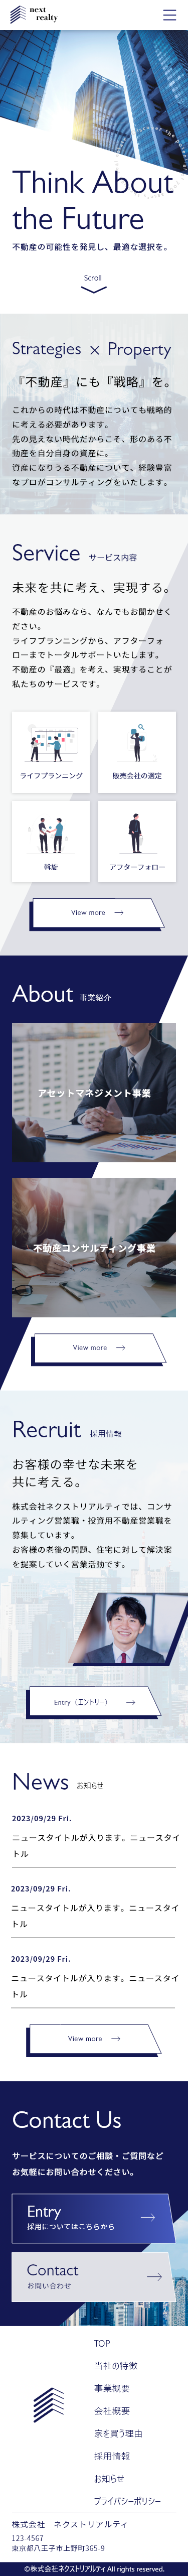 next
realty
discover the
Think About
the Future
不動産の可能性を発見し、最適な選択を。
Scroll
Strategies × Property
『不動産』にも『戦略』を。
これからの時代は不動産についても戦略的
に考える必要があります。
先の見えない時代だからこそ、形のある不動
産を自分自身の資産に。
資産になりうる不動産について、経験豊富
なプロがコンサルティングをいたします。
Service サービス内容
未来を共に考え、実現する。
不動産のお悩みなら、なんでもお聞かせく
ださい。
ライフプランニングから、アフターフォ
ローまでトータルサポートいたします。
不動産の『最適』を考え、実現することが
私たちのサービスです。
ライフプランニング
販売会社の選定
斡旋
アフターフォロー
View more
About 事業紹介
アセットマネジメント事業
不動産コンサルティング事業
View more
Recruit 採用情報
お客様の幸せな未来を
共に考える。
株式会社ネクストリアルティでは、コンサ
ルティング営業職・投資用不動産営業職を
募集しています。
お客様の老後の問題、住宅に対して解決案
を提案していく営業活動です。
Entry（エントリー）
News お知らせ
2023/09/29 Fri.
ニュースタイトルが入ります。ニュースタイ
トル
2023/09/29 Fri.
ニュースタイトルが入ります。ニュースタイ
トル
2023/09/29 Fri.
ニュースタイトルが入ります。ニュースタイ
トル
View more
Contact Us
サービスについてのご相談・ご質問など
お気軽にお問い合わせください。
Entry
採用についてはこちらから
Contact
お問い合わせ
TOP
当社の特徴
事業概要
会社概要
家を買う理由
採用情報
お知らせ
プライバシーポリシー
株式会社　ネクストリアルティ
123-4567
東京都八王子市上野町365-9
©株式会社ネクストリアルティ All rights reserved.